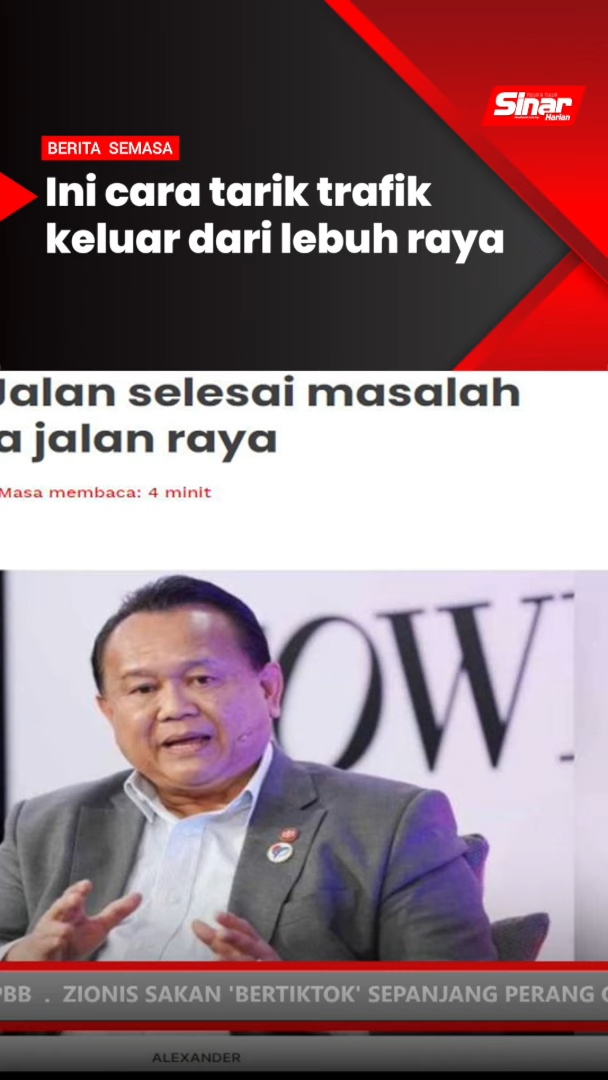 Sinar
Harian
BERITA SEMASA
Ini cara tarik trafik
keluar dari lebuh raya
Jalan selesai masalah
a jalan raya
Masa membaca: 4 minit
OW
PBB . ZIONIS SAKAN 'BERTIKTOK' SEPANJANG PERANG
ALEXANDER